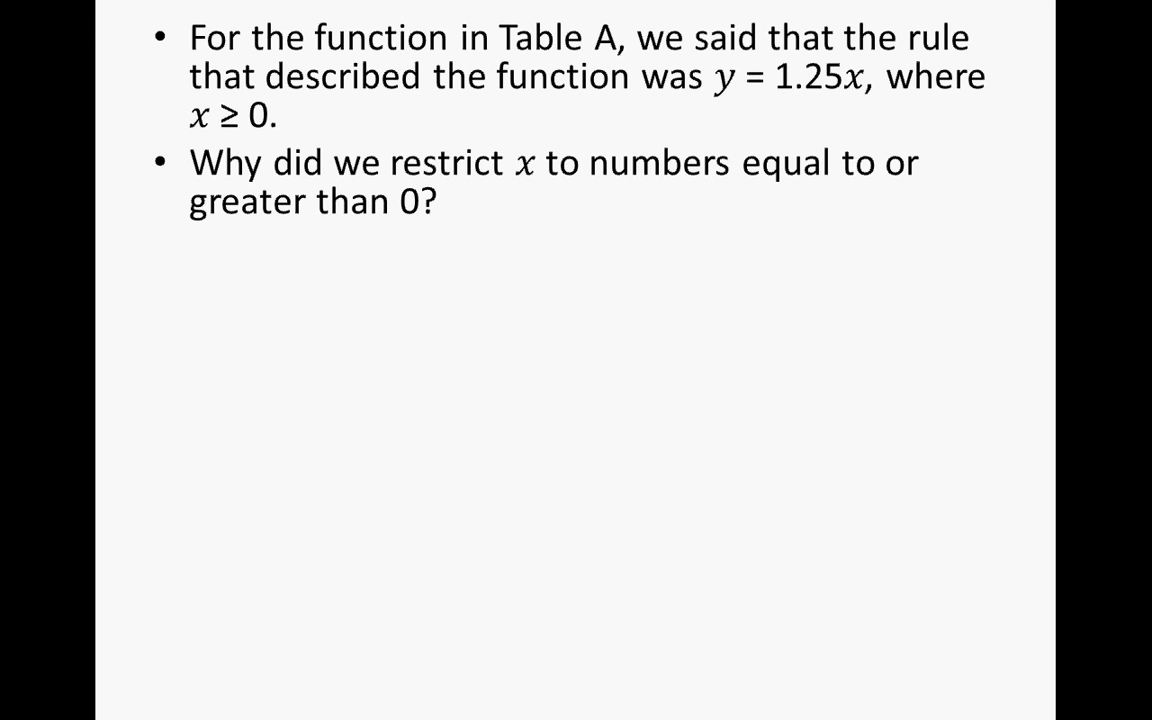 • For the function in Table A, we said that the rule
that described the function was y = 1.25x, where
x ≥ 0.
• Why did we restrict x to numbers equal to or
greater than 0?